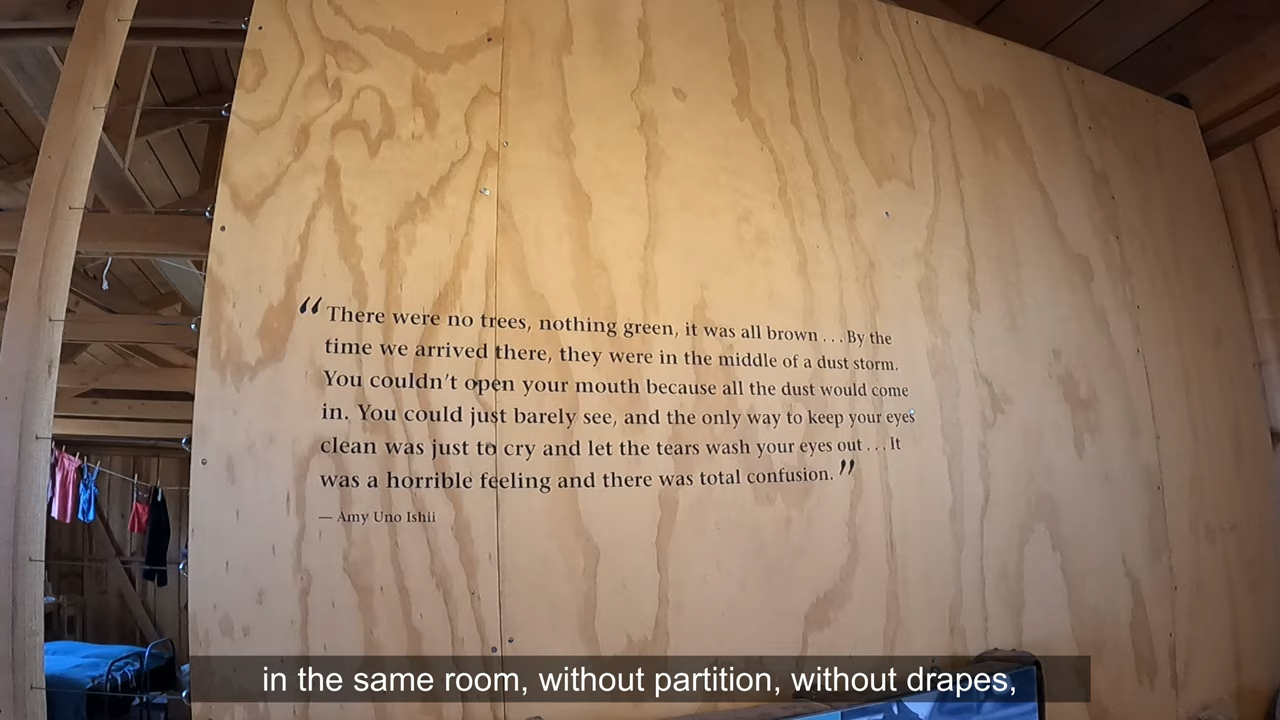 “There were no trees, nothing green, it was all brown . . . By the
time we arrived there, they were in the middle of a dust storm.
You couldn’t open your mouth because all the dust would come
in. You could just barely see, and the only way to keep your eyes
clean was just to cry and let the tears wash your eyes out . . . It
was a horrible feeling and there was total confusion.”
— Amy Uno Ishii
in the same room, without partition, without drapes,